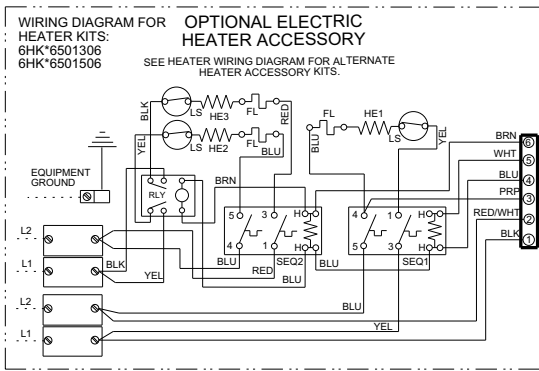 WIRING DIAGRAM FOR
HEATER KITS:
6HK*6501306
6HK*6501506
OPTIONAL ELECTRIC
HEATER ACCESSORY
SEE HEATER WIRING DIAGRAM FOR ALTERNATE
HEATER ACCESSORY KITS.
BLK
LS
HE3
FL
RED
YEL
LS
HE2
FL
BLU
FL
HE1
LS
YEL
BLU
BRN 6
WHT 5
BLU 4
PRP 3
RED/WHT 2
BLK 1
EQUIPMENT
GROUND
RLY
BRN
5 3 H
4 1 H
SEQ2
4 1 H
5 3 H
SEQ1
L2
L1
BLK
YEL
BLU
RED
BLU
BLU
L2
L1
BLU
YEL